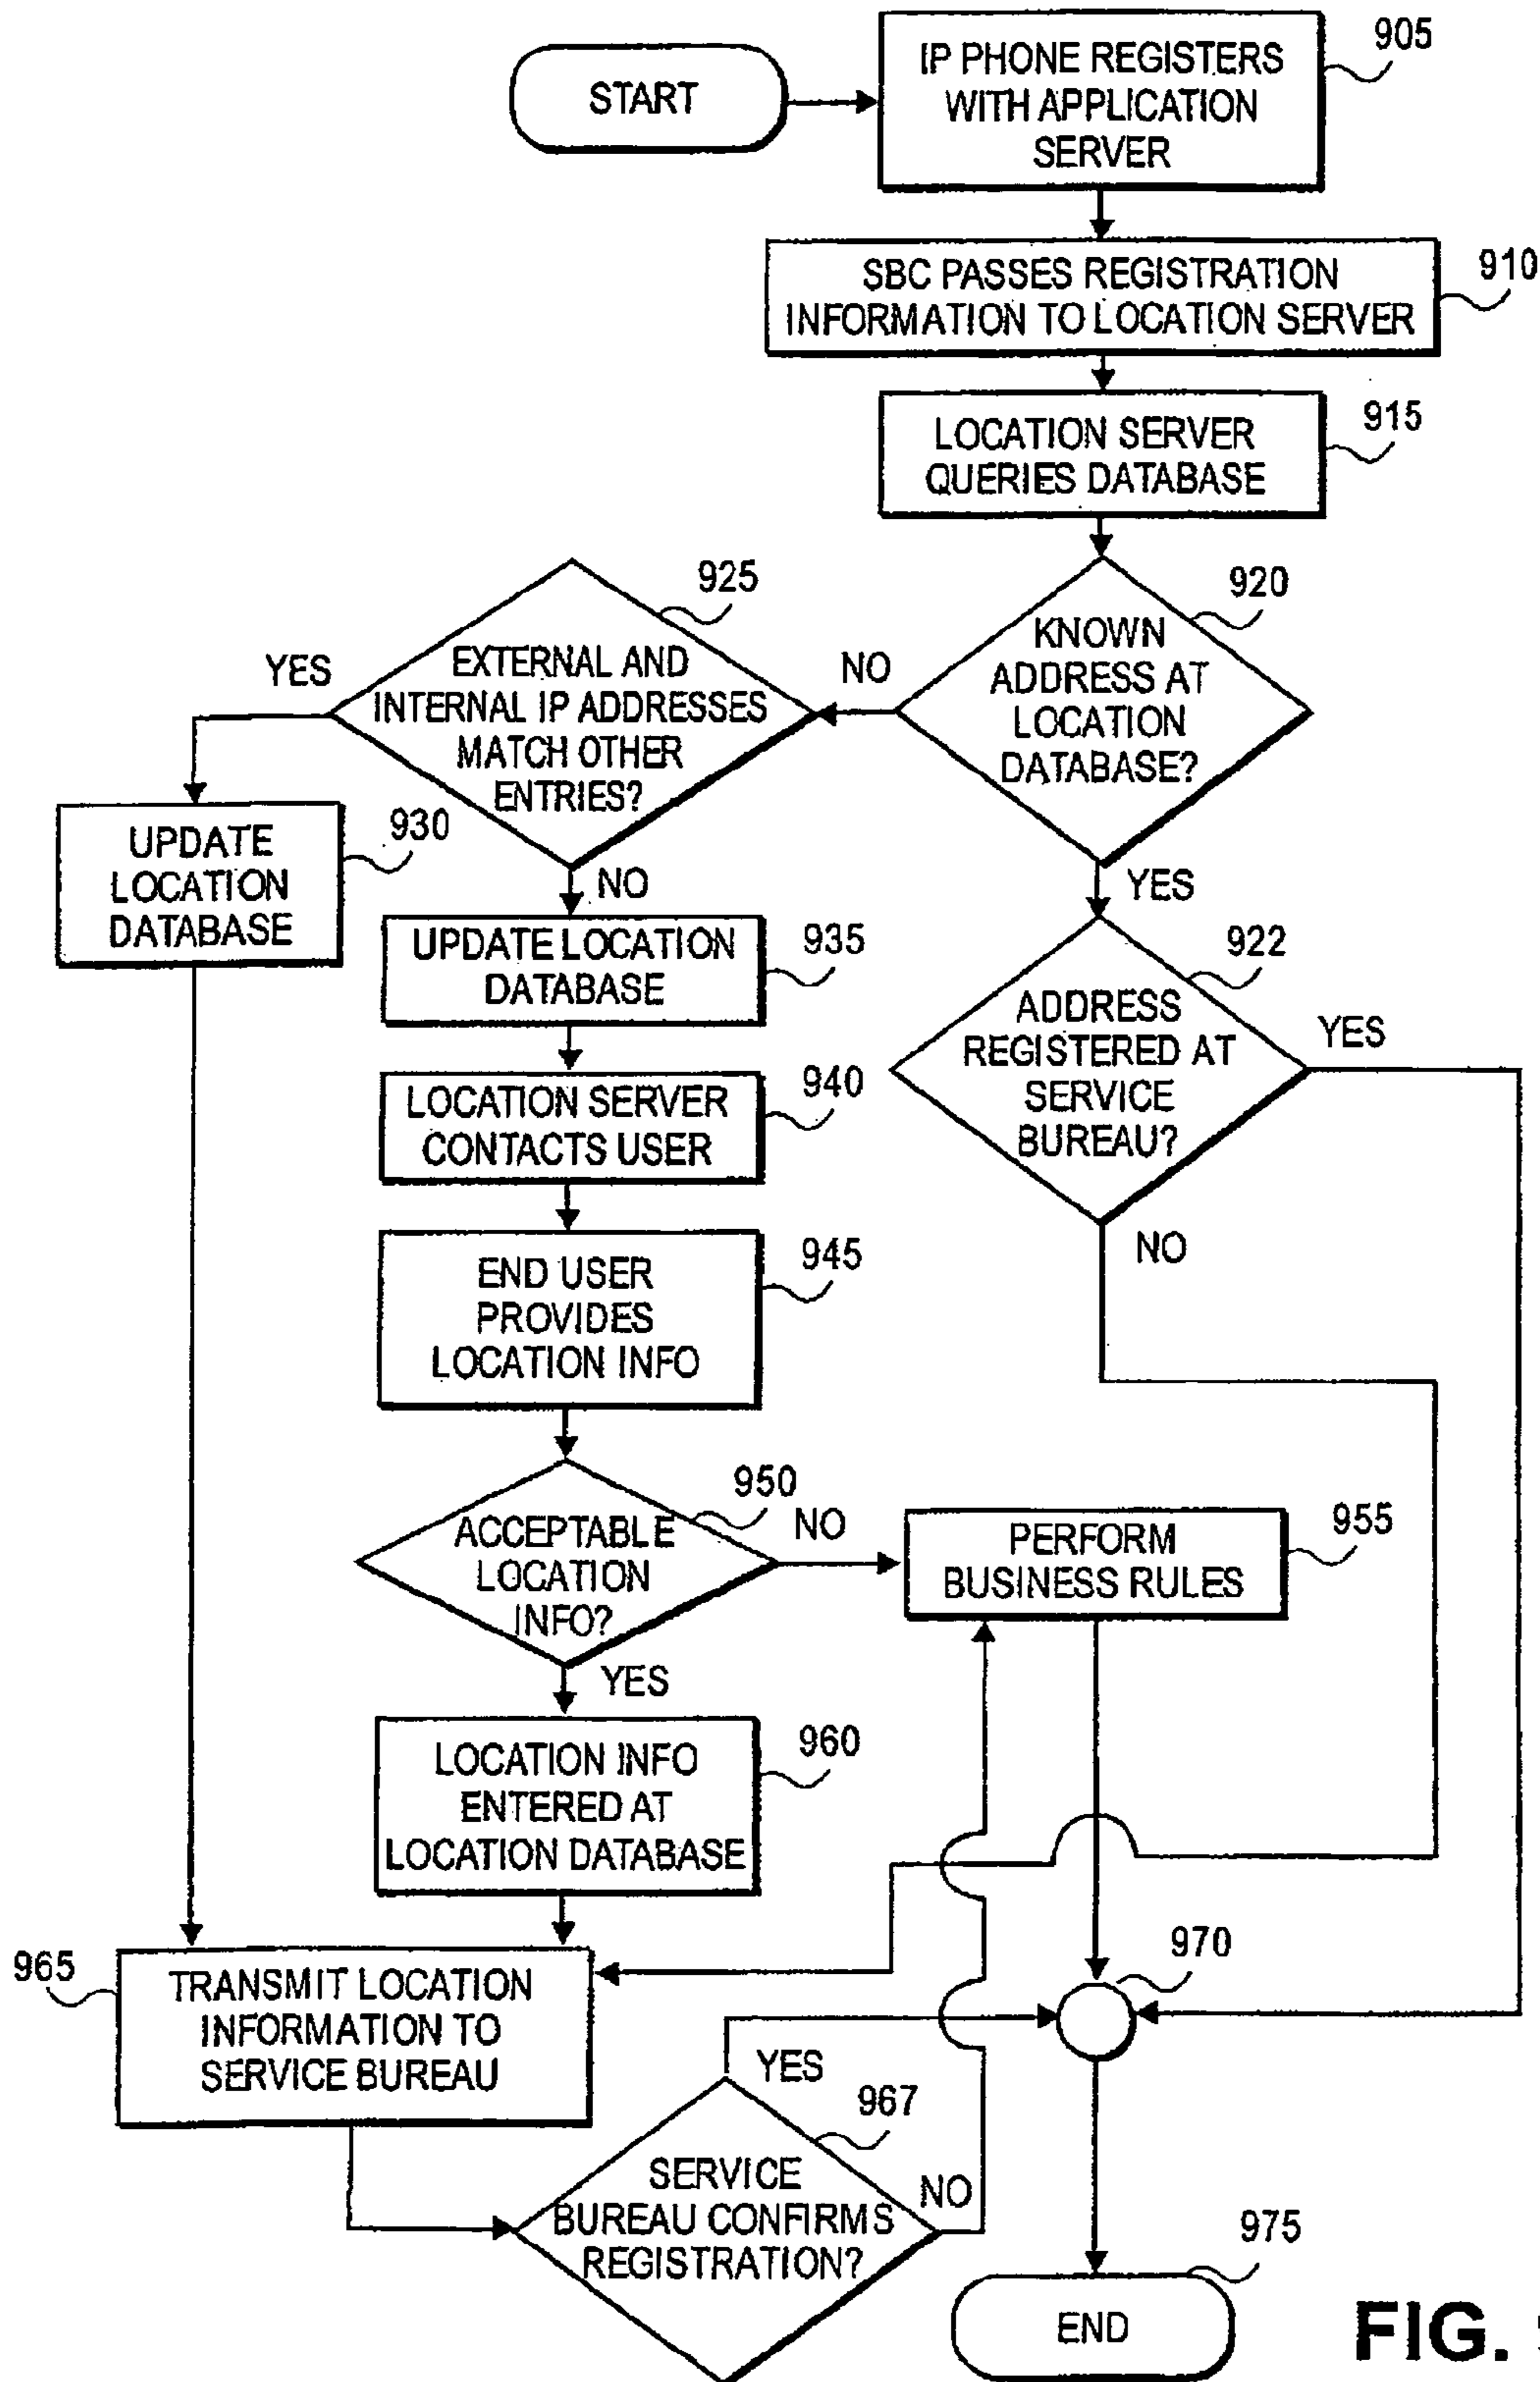 START
IP PHONE REGISTERS
WITH APPLICATION
SERVER
905
SBC PASSES REGISTRATION
INFORMATION TO LOCATION SERVER
910
LOCATION SERVER
QUERIES DATABASE
915
KNOWN
ADDRESS AT
LOCATION
DATABASE?
920
NO
YES
EXTERNAL AND
INTERNAL IP ADDRESSES
MATCH OTHER
ENTRIES?
925
YES
NO
UPDATE
LOCATION
DATABASE
930
UPDATE LOCATION
DATABASE
935
ADDRESS
REGISTERED AT
SERVICE
BUREAU?
922
YES
NO
LOCATION SERVER
CONTACTS USER
940
END USER
PROVIDES
LOCATION INFO
945
ACCEPTABLE
LOCATION
INFO?
950
NO
YES
PERFORM
BUSINESS RULES
955
LOCATION INFO
ENTERED AT
LOCATION DATABASE
960
965
TRANSMIT LOCATION
INFORMATION TO
SERVICE BUREAU
970
YES
967
SERVICE
BUREAU CONFIRMS
REGISTRATION?
NO
975
END
FIG.